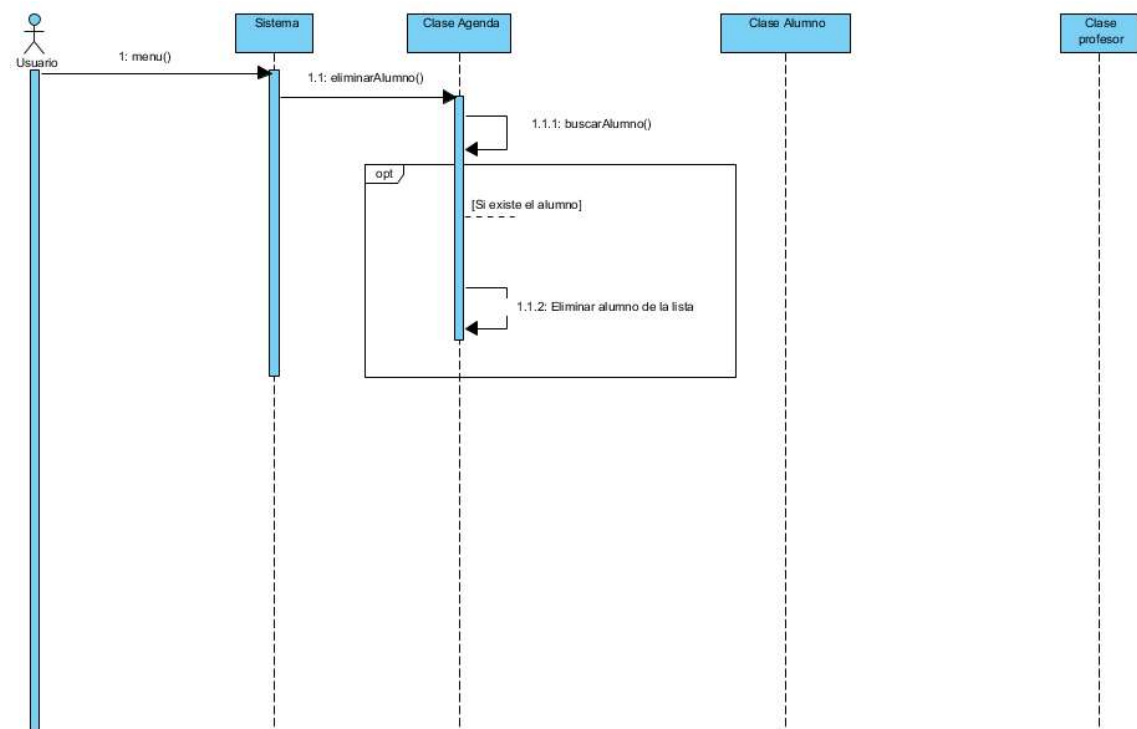 Sistema
Clase Agenda
Clase Alumno
Clase
profesor
Usuario
1: menu()
1.1: eliminarAlumno()
1.1.1: buscarAlumno()
opt
[Si existe el alumno]
1.1.2: Eliminar alumno de la lista